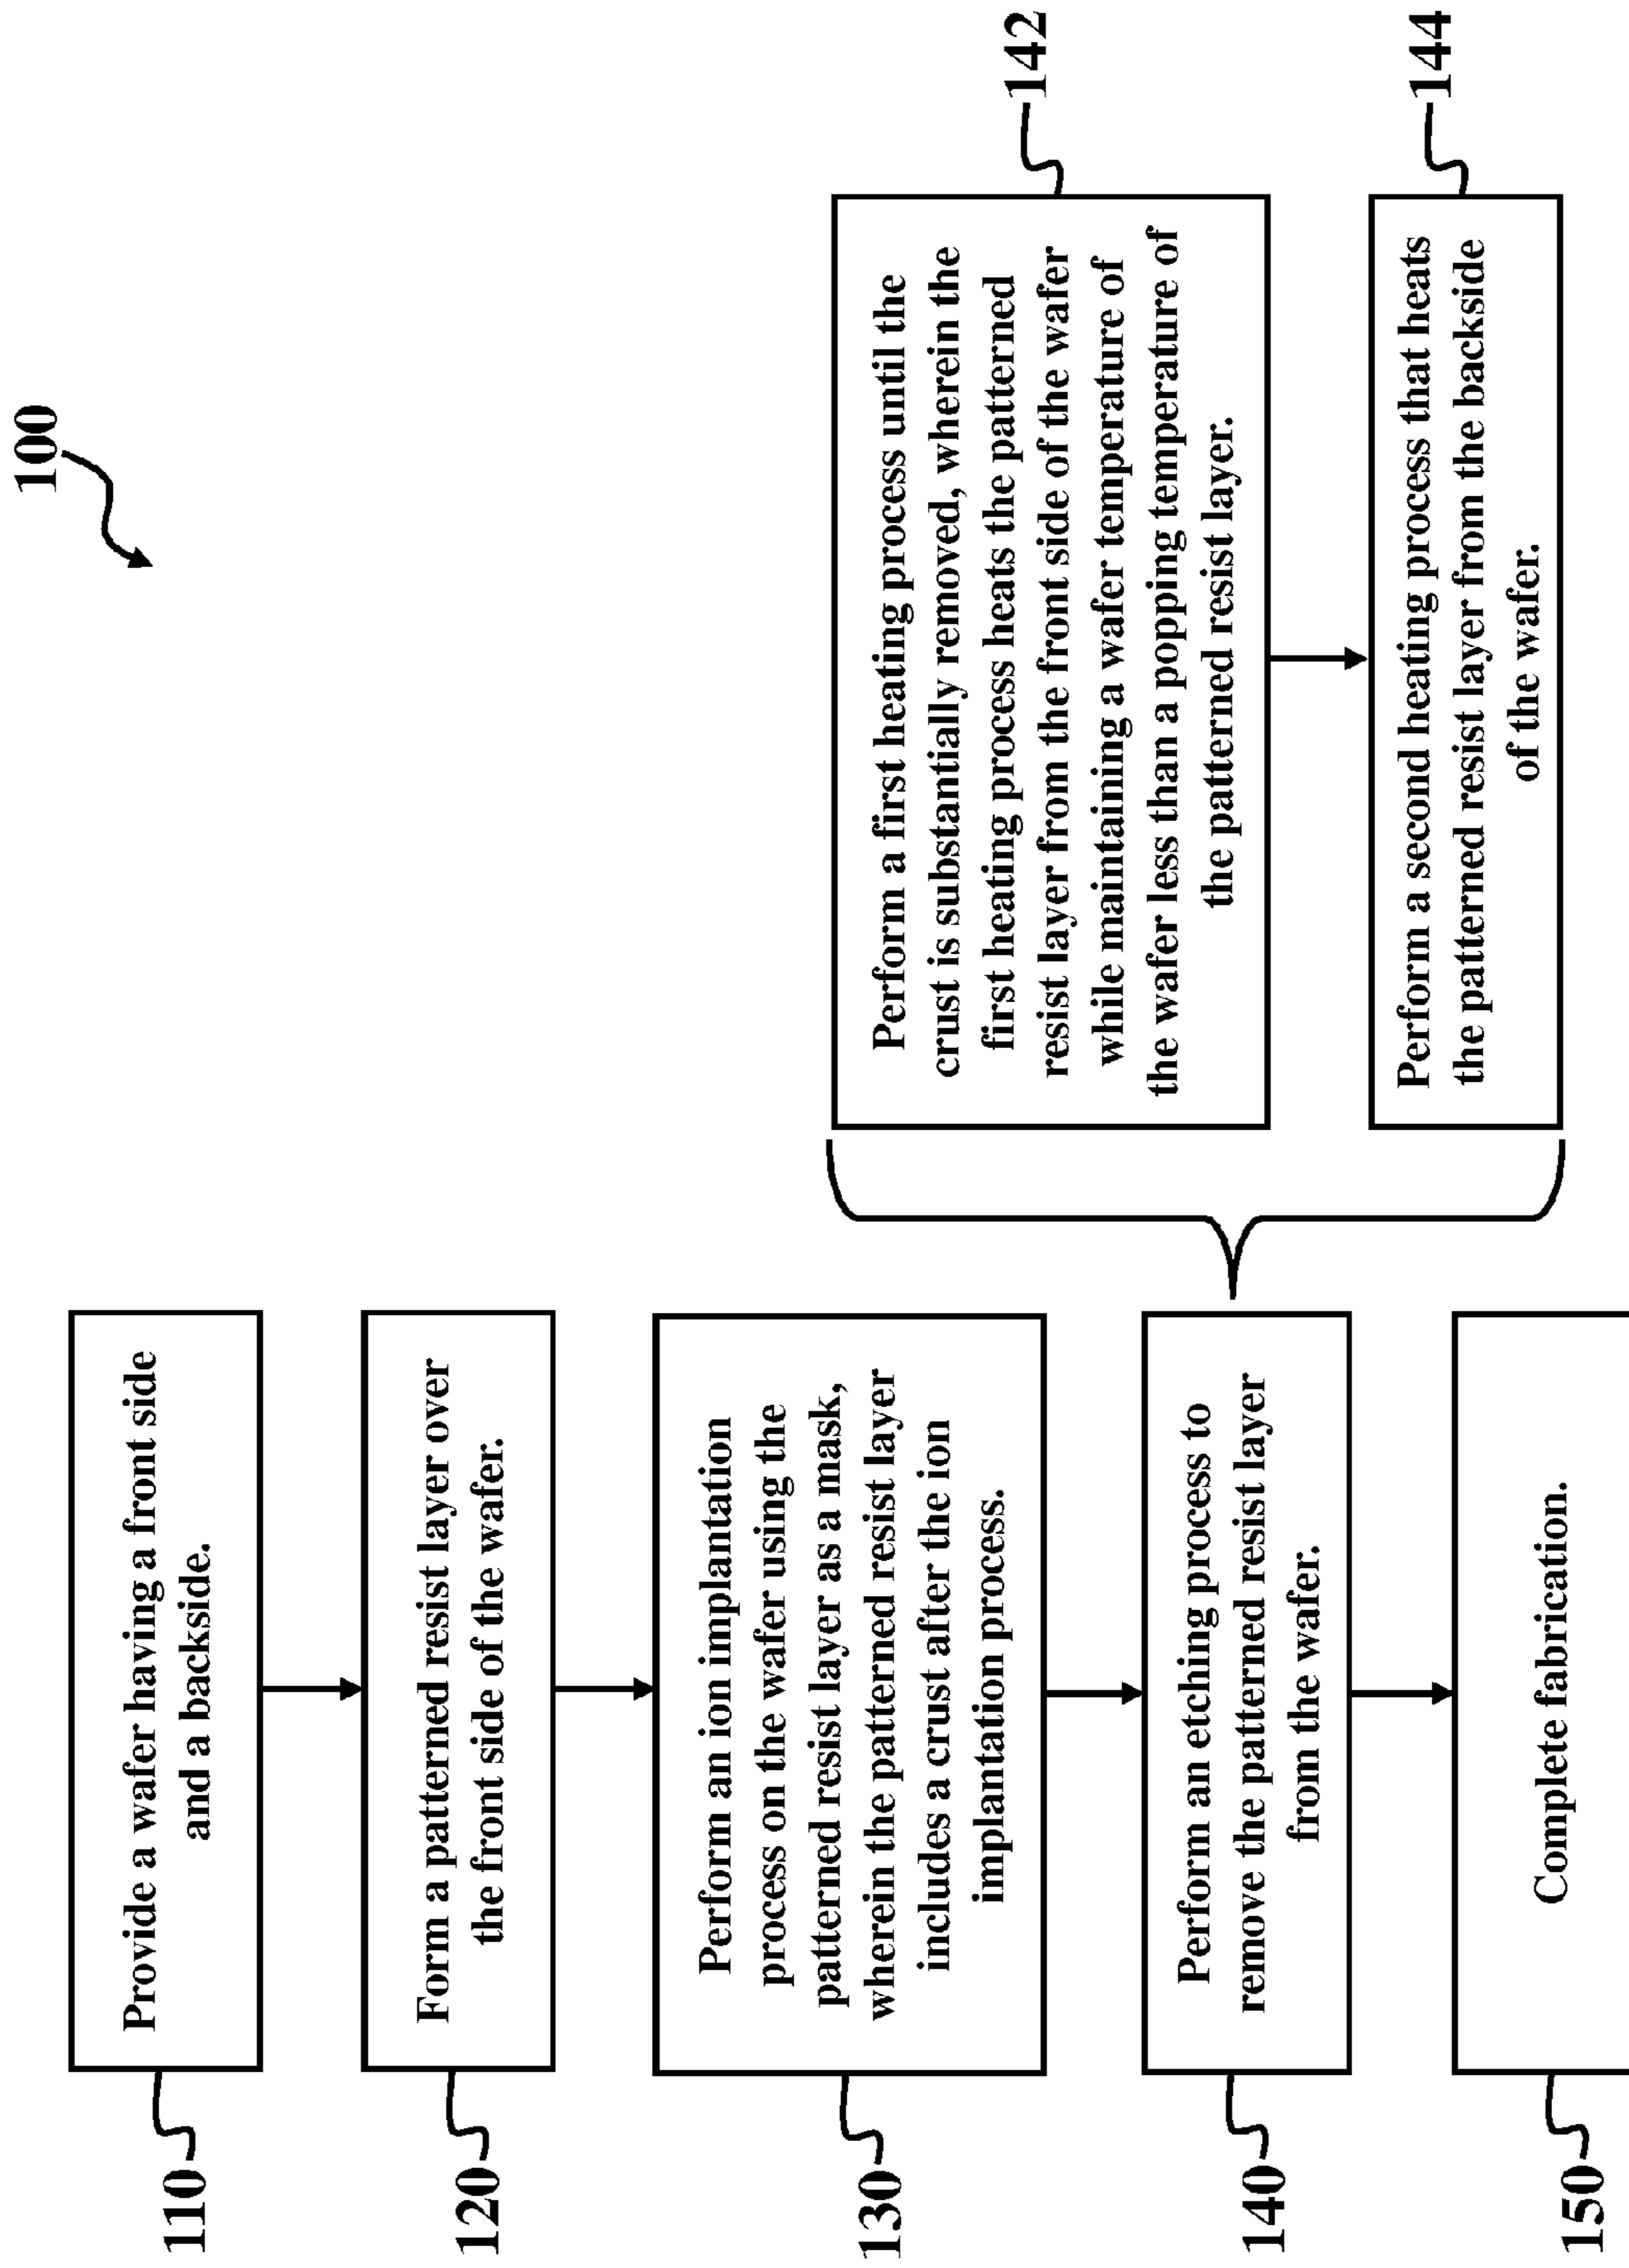 100
110
Provide a wafer having a front side
and a backside.
120
Form a patterned resist layer over
the front side of the wafer.
130
Perform an ion implantation
process on the wafer using the
patterned resist layer as a mask,
wherein the patterned resist layer
includes a crust after the ion
implantation process.
140
Perform an etching process to
remove the patterned resist layer
from the wafer.
150
Complete fabrication.
142
Perform a first heating process until the
crust is substantially removed, wherein the
first heating process heats the patterned
resist layer from the front side of the wafer
while maintaining a wafer temperature of
the wafer less than a popping temperature of
the patterned resist layer.
144
Perform a second heating process that heats
the patterned resist layer from the backside
of the wafer.